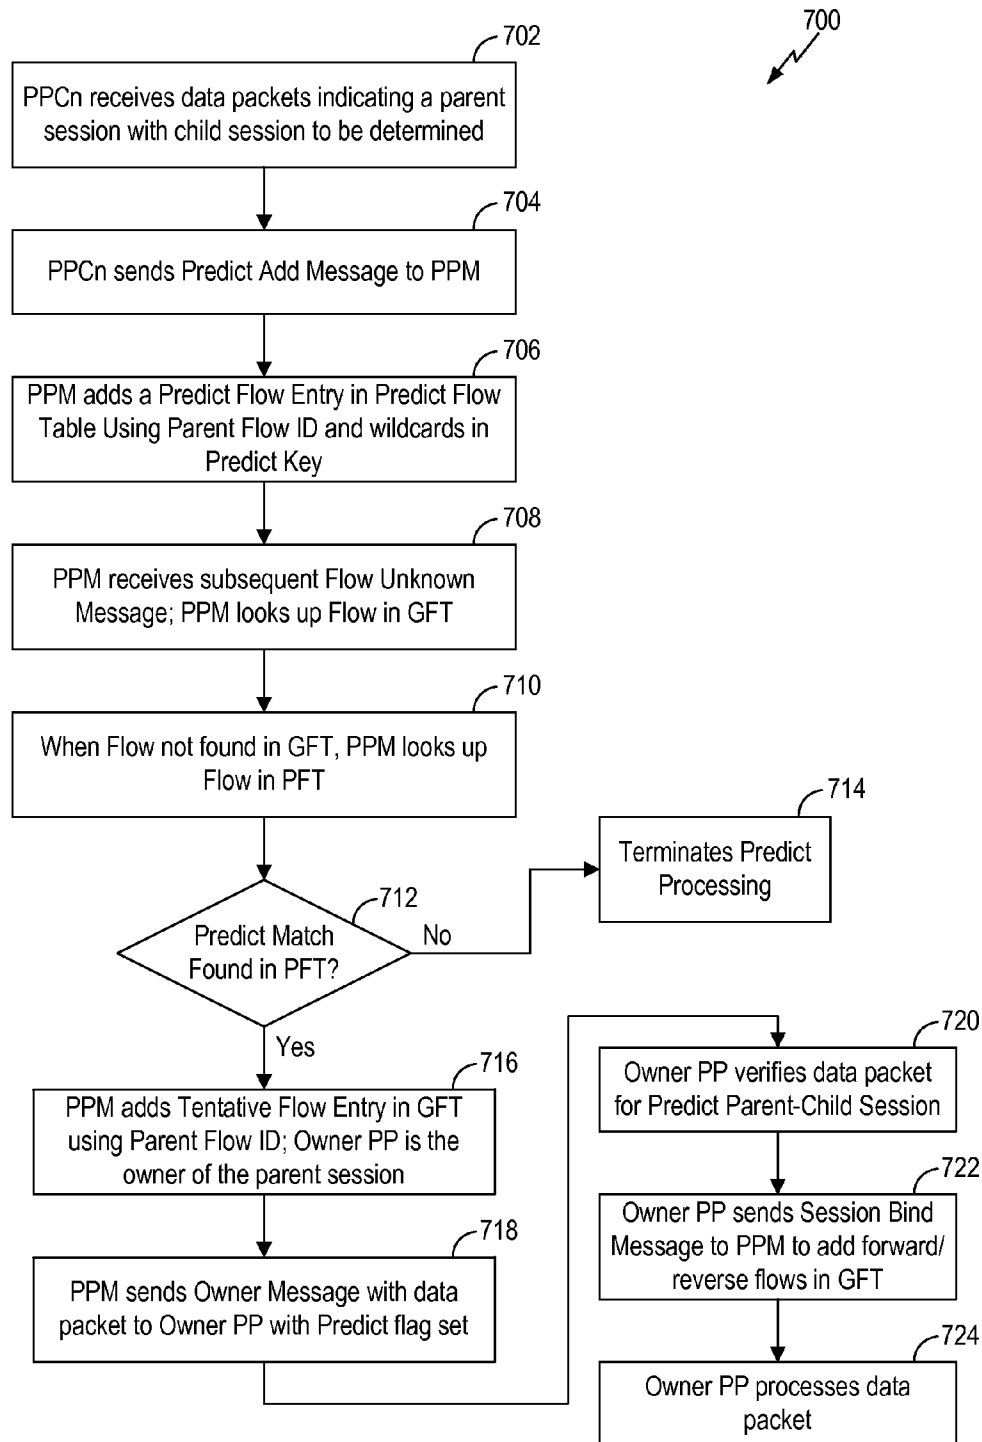 700
702
PPCn receives data packets indicating a parent
session with child session to be determined
704
PPCn sends Predict Add Message to PPM
706
PPM adds a Predict Flow Entry in Predict Flow
Table Using Parent Flow ID and wildcards in
Predict Key
708
PPM receives subsequent Flow Unknown
Message; PPM looks up Flow in GFT
710
When Flow not found in GFT, PPM looks up
Flow in PFT
712
Predict Match
Found in PFT?
No
714
Terminates Predict
Processing
Yes
716
PPM adds Tentative Flow Entry in GFT
using Parent Flow ID; Owner PP is the
owner of the parent session
718
PPM sends Owner Message with data
packet to Owner PP with Predict flag set
720
Owner PP verifies data packet
for Predict Parent-Child Session
722
Owner PP sends Session Bind
Message to PPM to add forward/
reverse flows in GFT
724
Owner PP processes data
packet